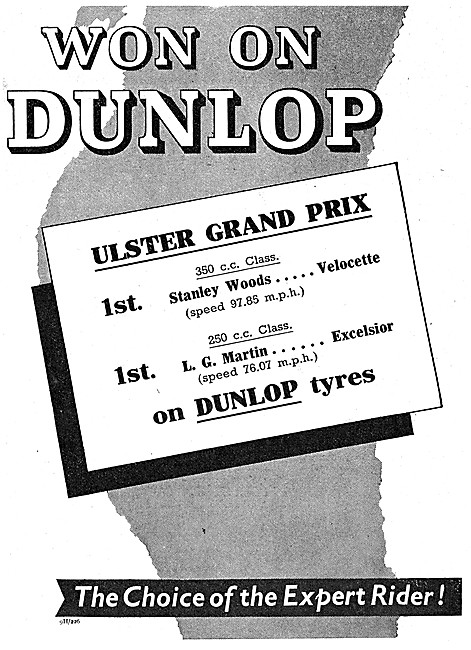 WON ON
DUNLOP
ULSTER GRAND PRIX
350 c.c. Class.
1st. Stanley Woods . . . . . Velocette
(speed 97.85 m.p.h.)
250 c.c. Class.
1st. L. G. Martin . . . . . . Excelsior
(speed 76.07 m.p.h.)
on DUNLOP tyres
The Choice of the Expert Rider!